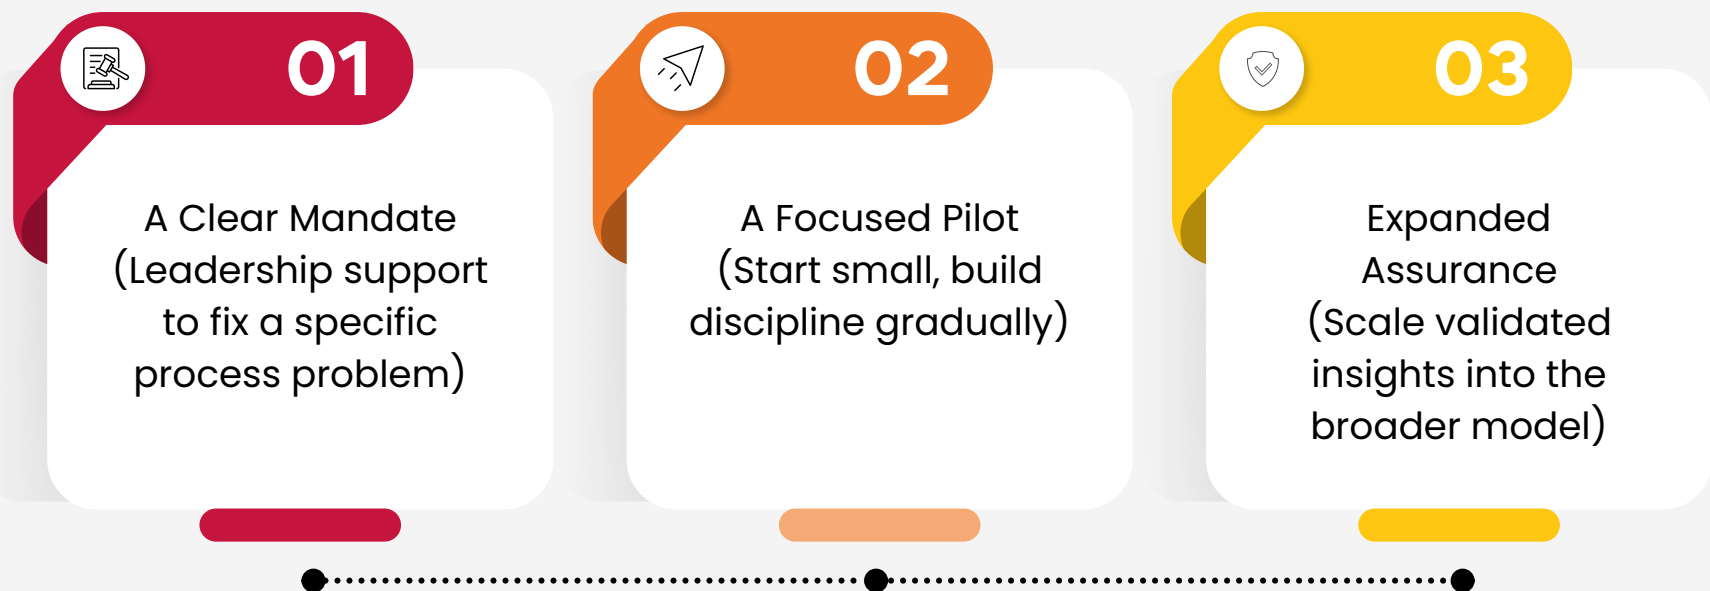 01
A Clear Mandate
(Leadership support
to fix a specific
process problem)
02
A Focused Pilot
(Start small, build
discipline gradually)
03
Expanded
Assurance
(Scale validated
insights into the
broader model)